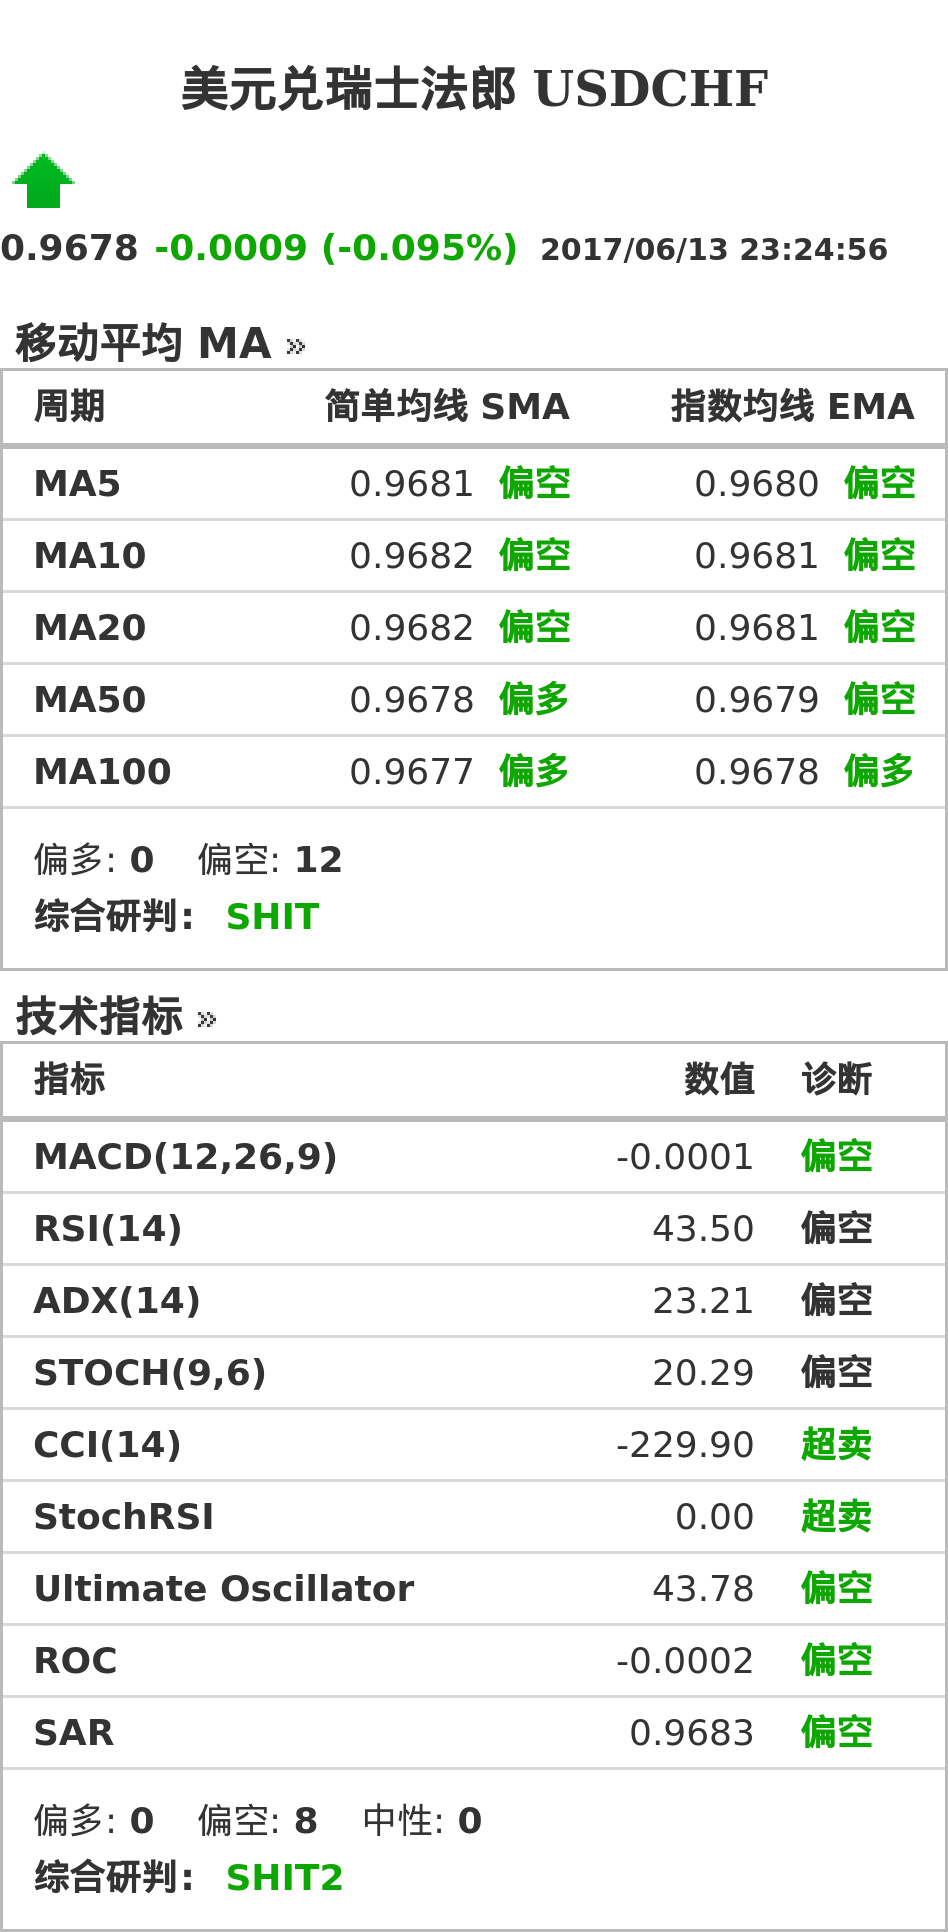 美元兑瑞士法郎 USDCHF
0.9678 -0.0009 (-0.095%) 2017/06/13 23:24:56
移动平均 MA »
周期 简单均线 SMA 指数均线 EMA
MA5 0.9681 偏空 0.9680 偏空
MA10 0.9682 偏空 0.9681 偏空
MA20 0.9682 偏空 0.9681 偏空
MA50 0.9678 偏多 0.9679 偏空
MA100 0.9677 偏多 0.9678 偏多
偏多: 0 偏空: 12
综合研判: SHIT
技术指标 »
指标 数值 诊断
MACD(12,26,9) -0.0001 偏空
RSI(14) 43.50 偏空
ADX(14) 23.21 偏空
STOCH(9,6) 20.29 偏空
CCI(14) -229.90 超卖
StochRSI 0.00 超卖
Ultimate Oscillator 43.78 偏空
ROC -0.0002 偏空
SAR 0.9683 偏空
偏多: 0 偏空: 8 中性: 0
综合研判: SHIT2